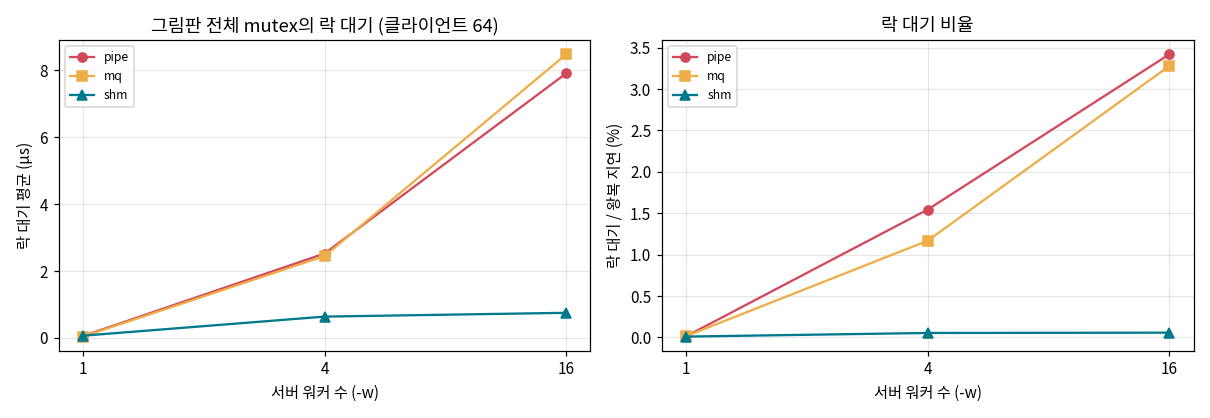 그림판 전체 mutex의 락 대기 (클라이언트 64)
pipe
mq
shm
락 대기 평균 (µs)
8
6
4
2
0
1
4
16
서버 워커 수 (-w)
락 대기 비율
pipe
mq
shm
락 대기 / 왕복 지연 (%)
3.5
3.0
2.5
2.0
1.5
1.0
0.5
0.0
1
4
16
서버 워커 수 (-w)